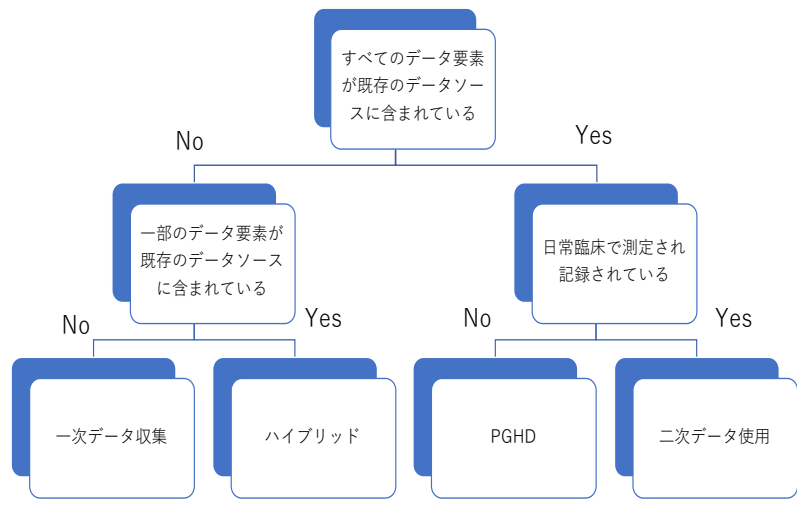 すべてのデータ要素
が既存のデータソー
スに含まれている
No
Yes
一部のデータ要素が
既存のデータソース
に含まれている
日常臨床で測定され
記録されている
No
Yes
No
Yes
一次データ収集
ハイブリッド
PGHD
二次データ使用